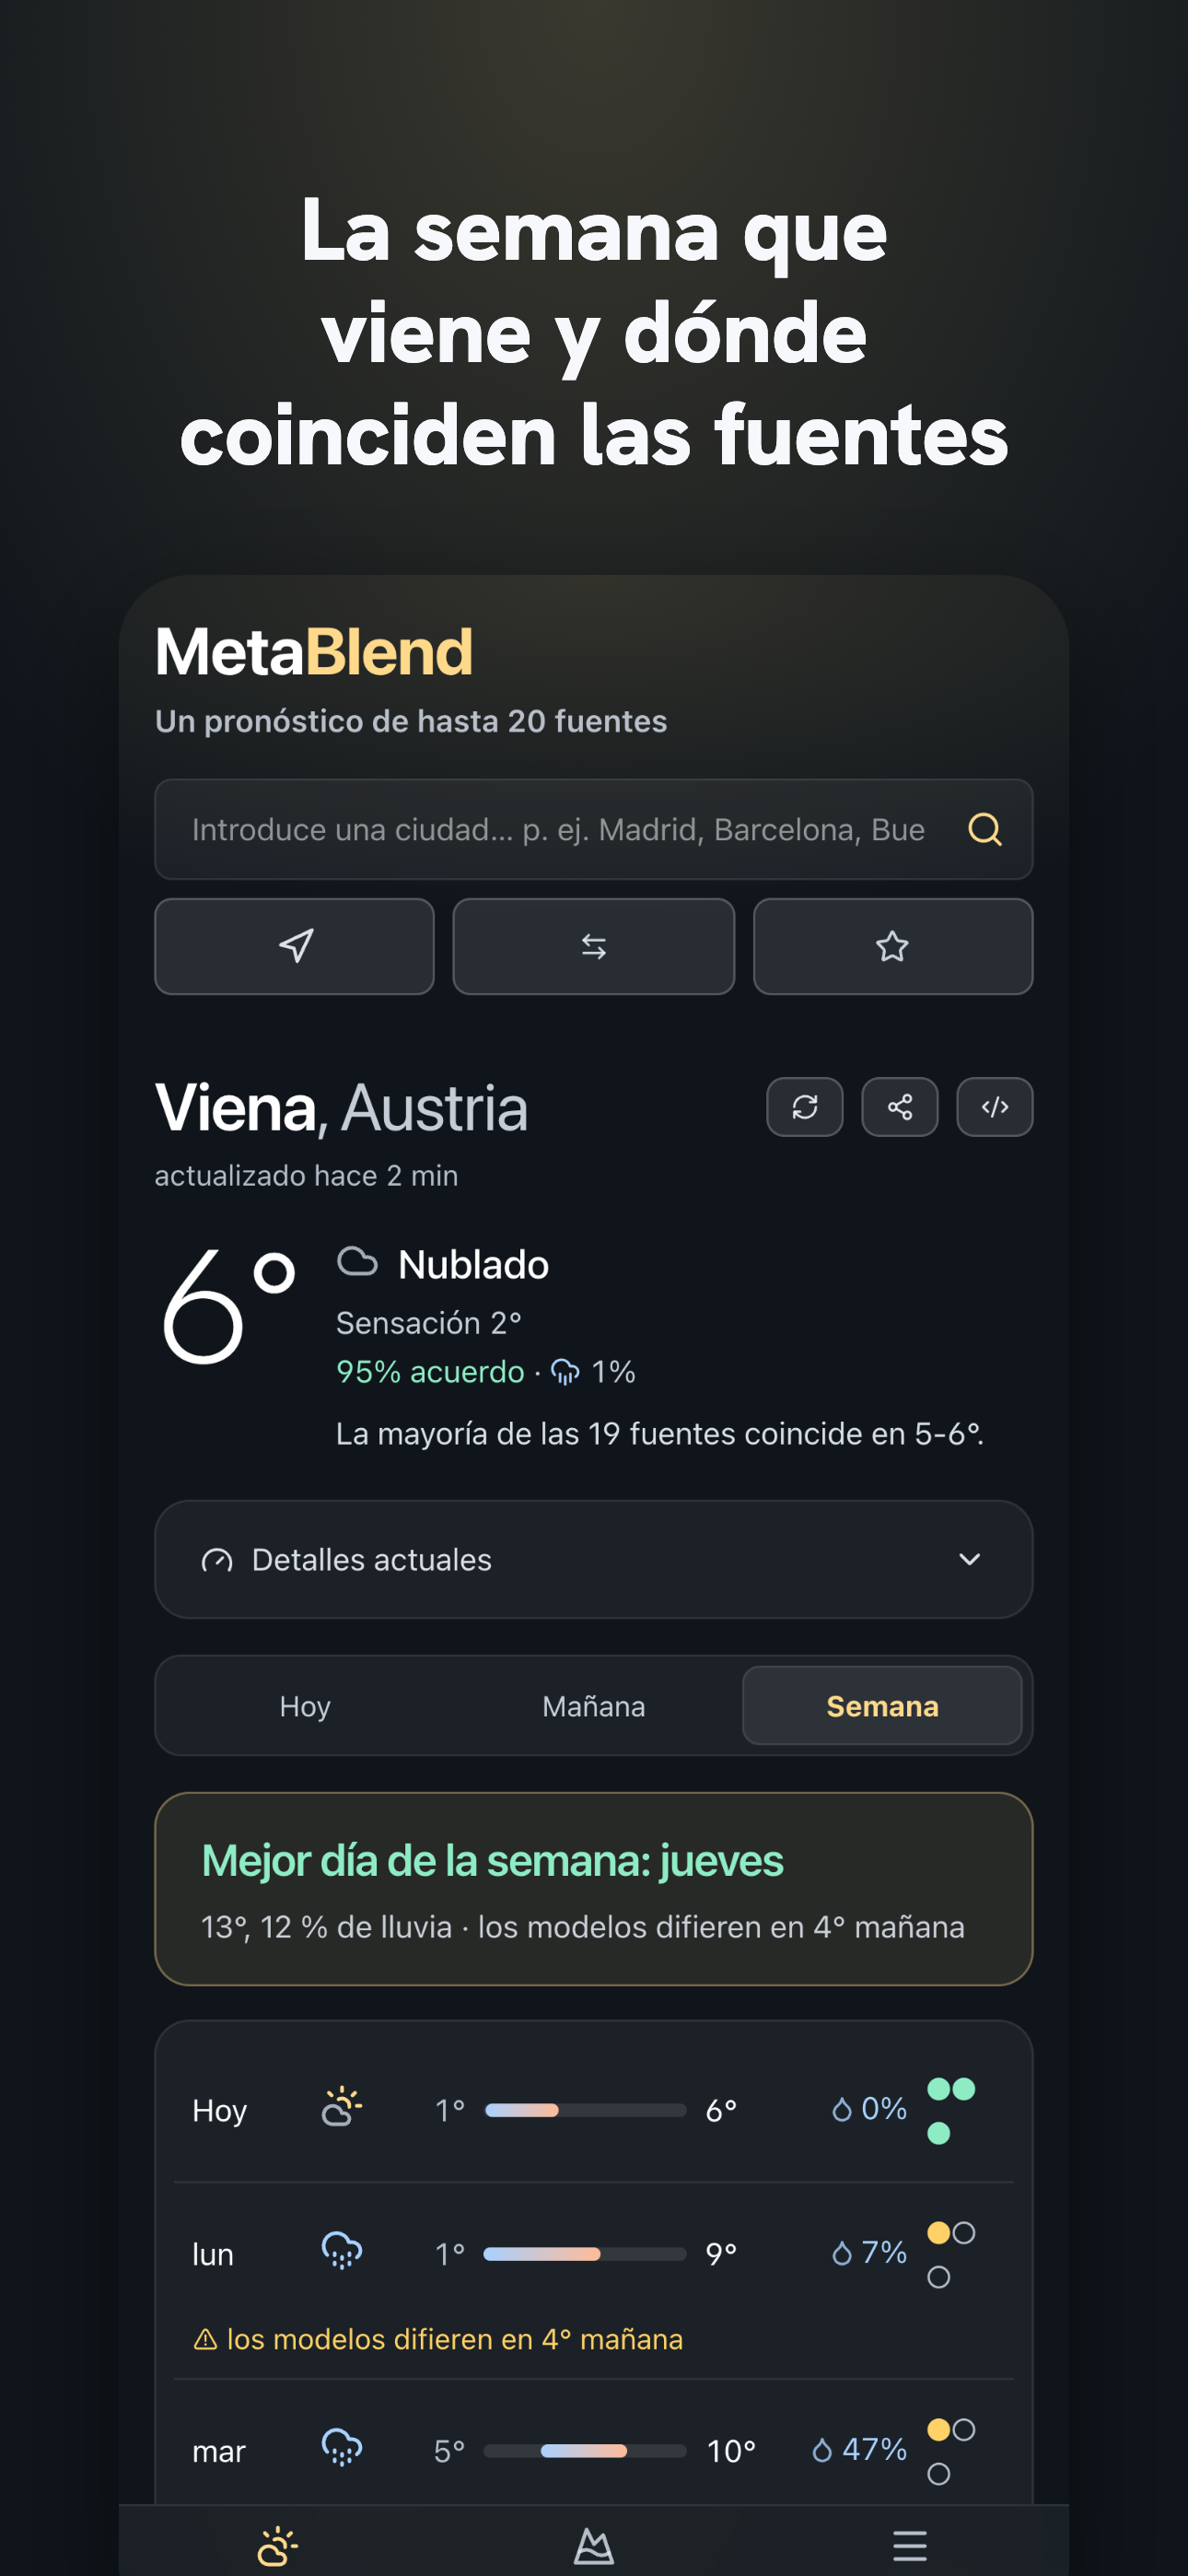 La semana que
viene y dónde
coinciden las fuentes
MetaBlend
Un pronóstico de hasta 20 fuentes
Introduce una ciudad... p. ej. Madrid, Barcelona, Bue
Viena, Austria
actualizado hace 2 min
6°
Nublado
Sensación 2°
95% acuerdo · 1%
La mayoría de las 19 fuentes coincide en 5-6°.
Detalles actuales
Hoy Mañana Semana
Mejor día de la semana: jueves
13°, 12 % de lluvia · los modelos difieren en 4° mañana
Hoy 1° 6° 0%
lun 1° 9° 7%
los modelos difieren en 4° mañana
mar 5° 10° 47%